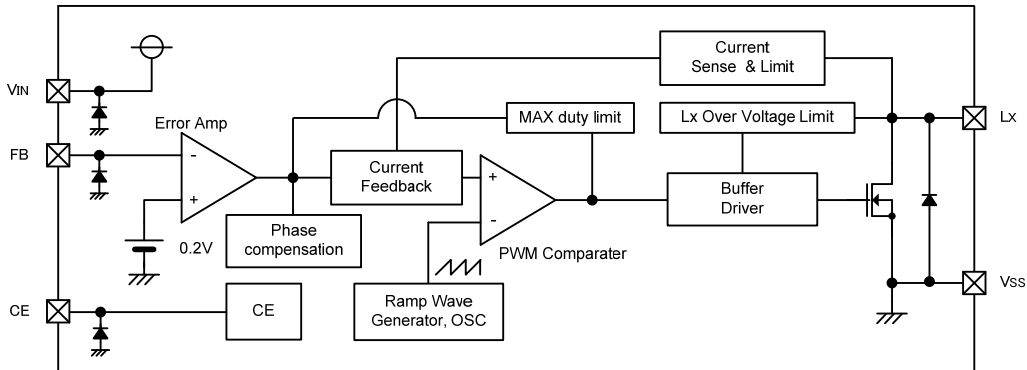 Current
Sense & Limit
VIN
MAX duty limit
Lx Over Voltage Limit
Lx
Error Amp
FB
-
+
Current
Feedback
+
-
Buffer
Driver
0.2V
Phase
compensation
PWM Comparater
CE
CE
Ramp Wave
Generator, OSC
VSS